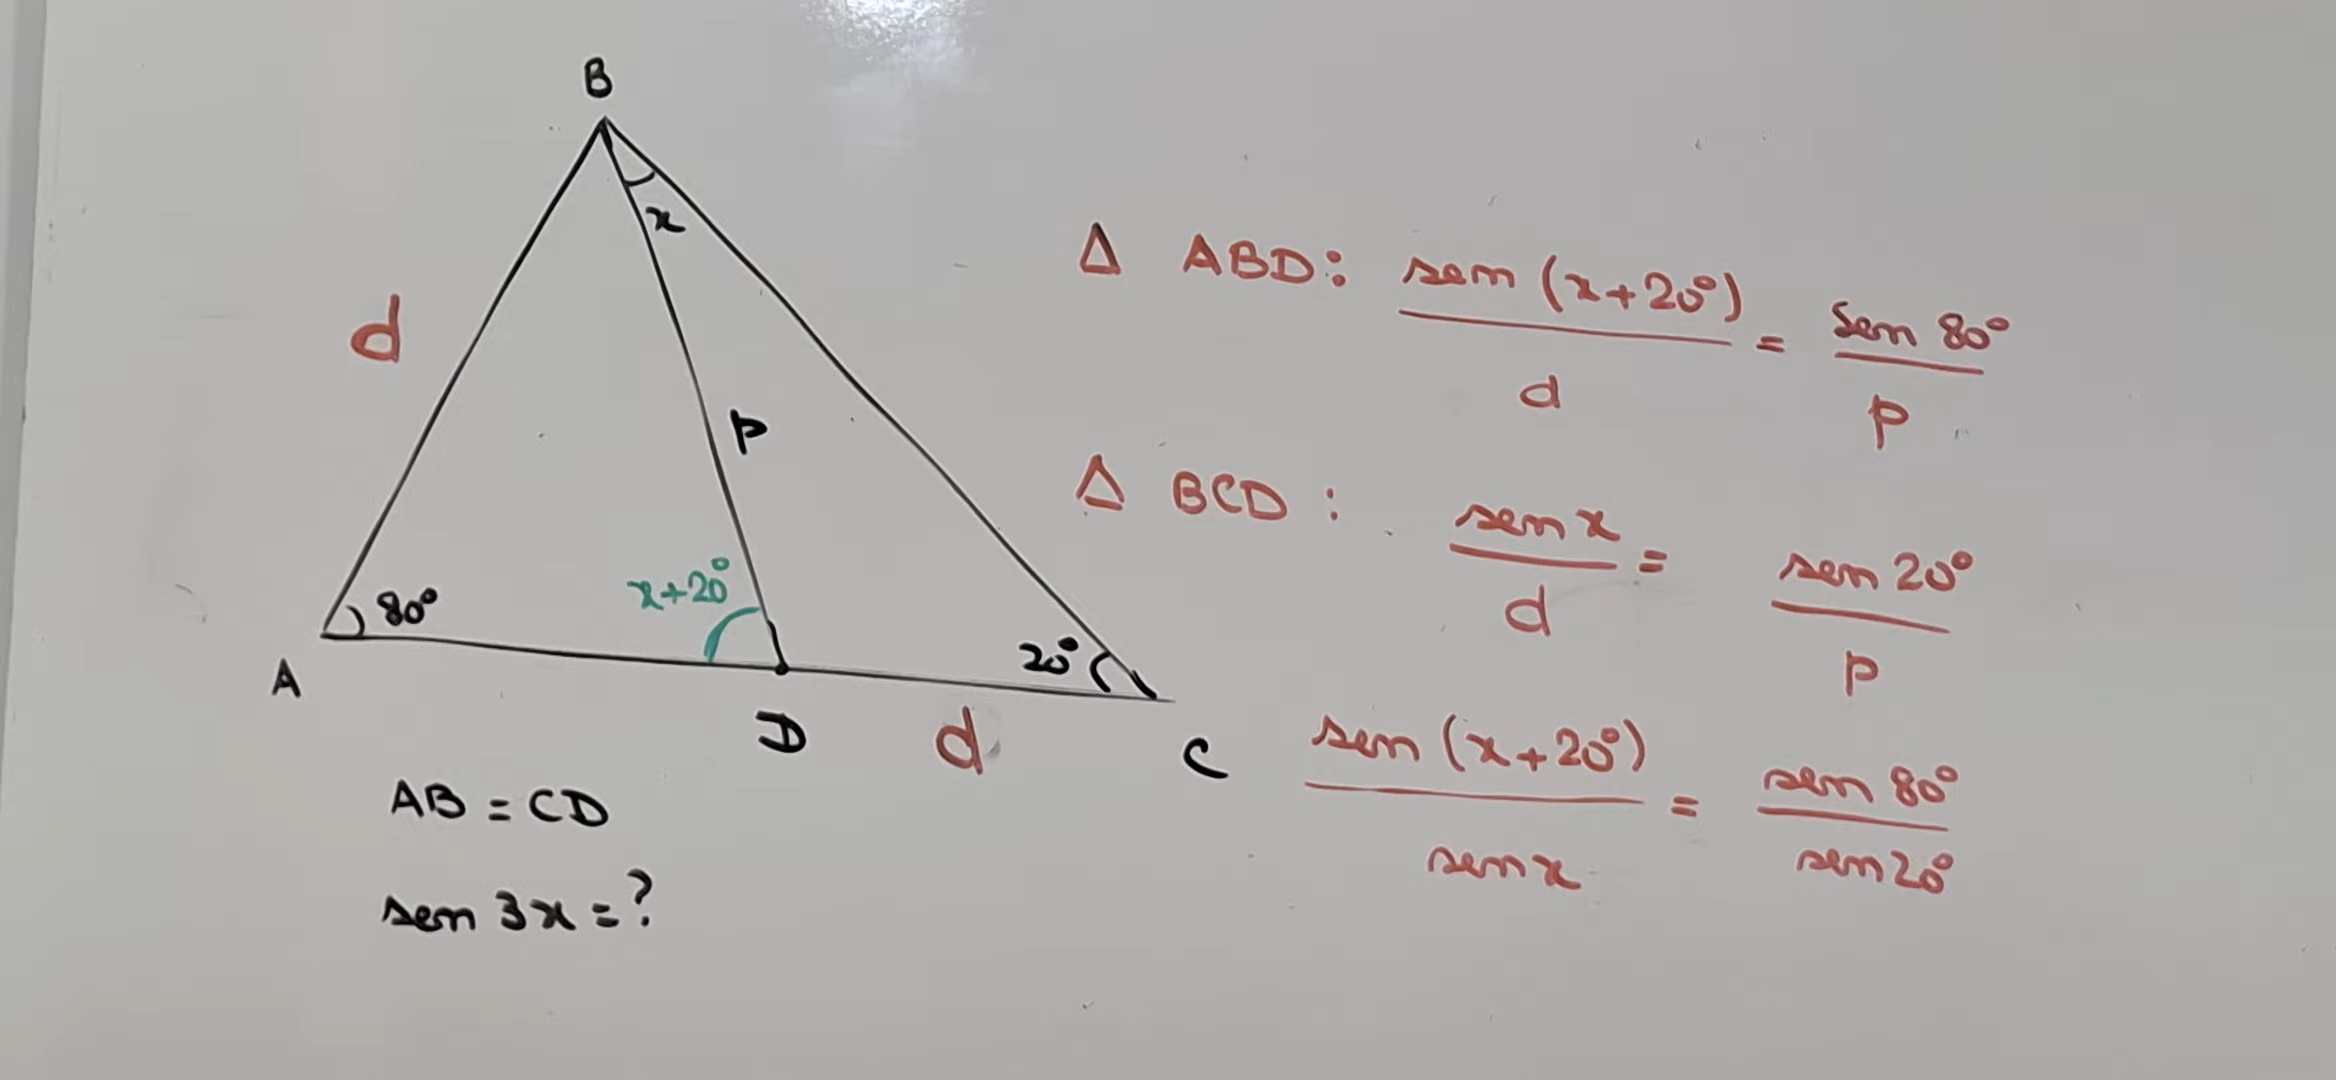 B
x
d
p
80°
x+20°
20°
A
D
d
C
AB = CD
sen 3x = ?
Δ ABD: sen (x+20°)/d = sen 80°/p
Δ BCD: sen x/d = sen 20°/p
sen (x+20°)/sen x = sen 80°/sen 20°